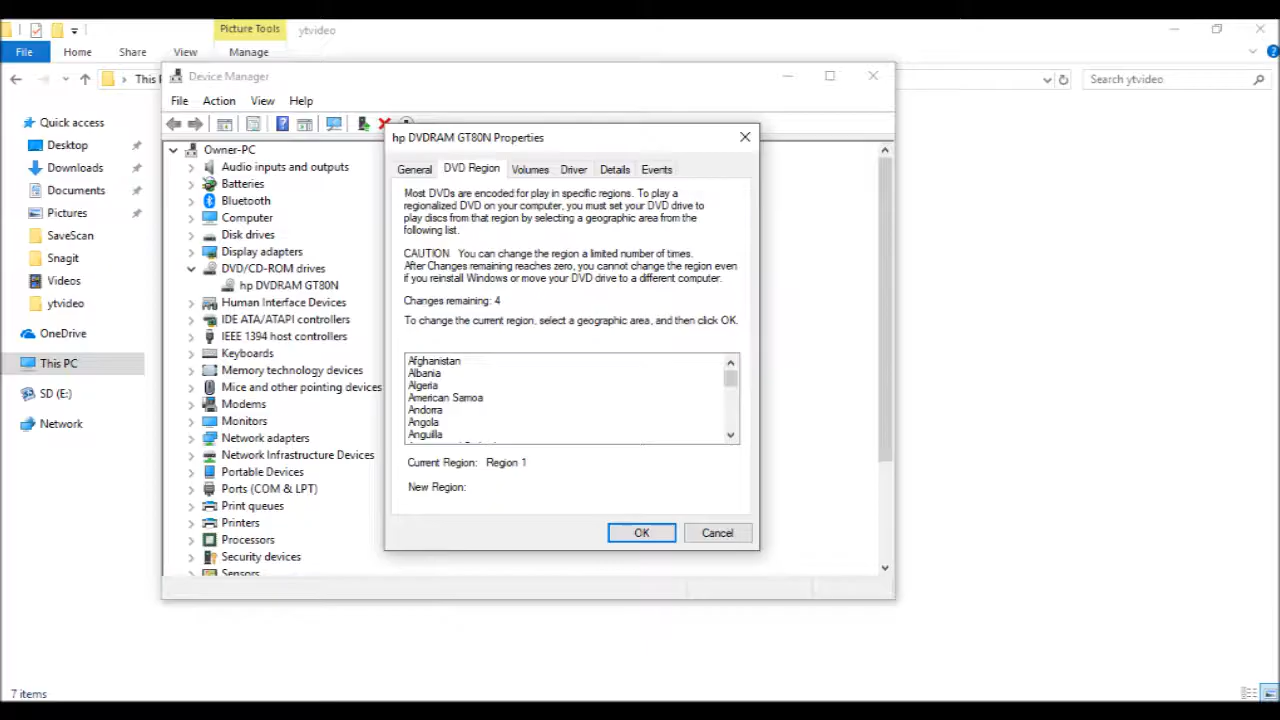 Picture Tools
ytvideo
File
Home
Share
View
Manage
This
Search ytvideo
Quick access
Desktop
Downloads
Documents
Pictures
SaveScan
Snagit
Videos
ytvideo
OneDrive
This PC
SD (E:)
Network
7 items
Device Manager
File
Action
View
Help
Owner-PC
Audio inputs and outputs
Batteries
Bluetooth
Computer
Disk drives
Display adapters
DVD/CD-ROM drives
hp DVDRAM GT80N
Human Interface Devices
IDE ATA/ATAPI controllers
IEEE 1394 host controllers
Keyboards
Memory technology devices
Mice and other pointing devices
Modems
Monitors
Network adapters
Network Infrastructure Devices
Portable Devices
Ports (COM & LPT)
Print queues
Printers
Processors
Security devices
Sensors
hp DVDRAM GT80N Properties
General
DVD Region
Volumes
Driver
Details
Events
Most DVDs are encoded for play in specific regions. To play a
regionalized DVD on your computer, you must set your DVD drive to
play discs from that region by selecting a geographic area from the
following list.
CAUTION You can change the region a limited number of times.
After Changes remaining reaches zero, you cannot change the region even
if you reinstall Windows or move your DVD drive to a different computer.
Changes remaining: 4
To change the current region, select a geographic area, and then click OK.
Afghanistan
Albania
Algeria
American Samoa
Andorra
Angola
Anguilla
Current Region: Region 1
New Region:
OK
Cancel